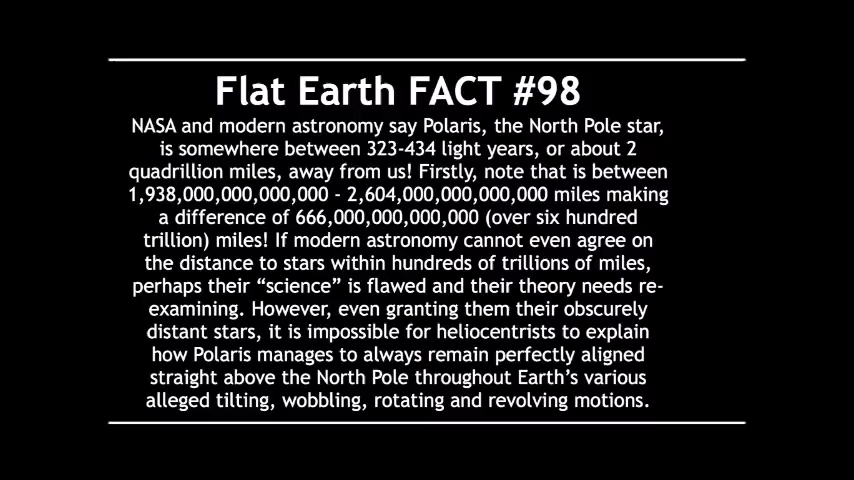 Flat Earth FACT #98
NASA and modern astronomy say Polaris, the North Pole star,
is somewhere between 323-434 light years, or about 2
quadrillion miles, away from us! Firstly, note that is between
1,938,000,000,000,000 - 2,604,000,000,000,000 miles making
a difference of 666,000,000,000,000 (over six hundred
trillion) miles! If modern astronomy cannot even agree on
the distance to stars within hundreds of trillions of miles,
perhaps their “science” is flawed and their theory needs re-
examining. However, even granting them their obscurely
distant stars, it is impossible for heliocentrists to explain
how Polaris manages to always remain perfectly aligned
straight above the North Pole throughout Earth’s various
alleged tilting, wobbling, rotating and revolving motions.